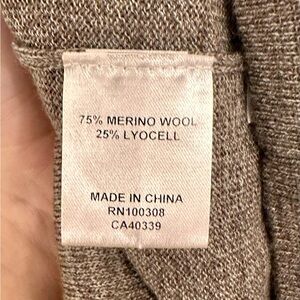 75% MERINO WOOL
25% LYOCELL
MADE IN CHINA
RN100308
CA40339